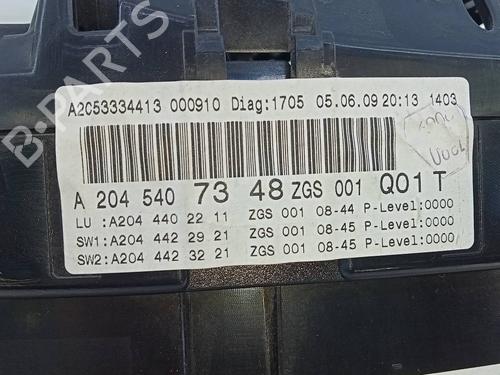 A2C53334413 000910 Diag:1705 05.06.09 20:13 1403
A 204 540 73 48 ZGS 001 Q01 T
LU :A204 440 22 11 ZGS 001 08-44 P-Level:0000
SW1:A204 442 29 21 ZGS 001 08-45 P-Level:0000
SW2:A204 442 32 21 ZGS 001 08-45 P-Level:0000
B-PARTS